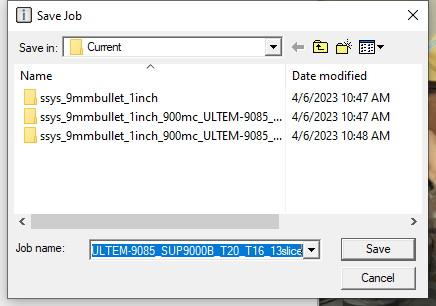 Save Job
Save in: Current
Name Date modified
ssys_9mmbullet_1inch 4/6/2023 10:47 AM
ssys_9mmbullet_1inch_900mc_ULTEM-9085_... 4/6/2023 10:47 AM
ssys_9mmbullet_1inch_900mc_ULTEM-9085_... 4/6/2023 10:48 AM
Job name: ULTEM-9085_SUP9000B_T20_T16_13slice Save
Cancel